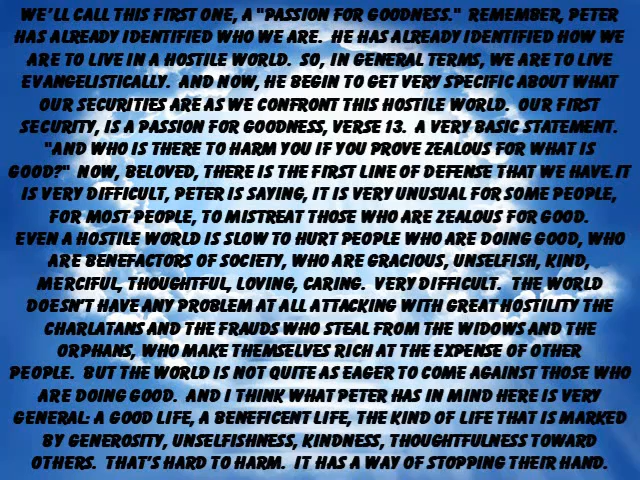 WE'LL CALL THIS FIRST ONE, A "PASSION FOR GOODNESS." REMEMBER, PETER
HAS ALREADY IDENTIFIED WHO WE ARE. HE HAS ALREADY IDENTIFIED HOW WE
ARE TO LIVE IN A HOSTILE WORLD. SO, IN GENERAL TERMS, WE ARE TO LIVE
EVANGELISTICALLY. AND NOW, HE BEGIN TO GET VERY SPECIFIC ABOUT WHAT
OUR SECURITIES ARE AS WE CONFRONT THIS HOSTILE WORLD. OUR FIRST
SECURITY, IS A PASSION FOR GOODNESS, VERSE 13. A VERY BASIC STATEMENT.
"AND WHO IS THERE TO HARM YOU IF YOU PROVE ZEALOUS FOR WHAT IS
GOOD?" NOW, BELOVED, THERE IS THE FIRST LINE OF DEFENSE THAT WE HAVE.IT
IS VERY DIFFICULT, PETER IS SAYING, IT IS VERY UNUSUAL FOR SOME PEOPLE,
FOR MOST PEOPLE, TO MISTREAT THOSE WHO ARE ZEALOUS FOR GOOD.
EVEN A HOSTILE WORLD IS SLOW TO HURT PEOPLE WHO ARE DOING GOOD, WHO
ARE BENEFACTORS OF SOCIETY, WHO ARE GRACIOUS, UNSELFISH, KIND,
MERCIFUL, THOUGHTFUL, LOVING, CARING. VERY DIFFICULT. THE WORLD
DOESN'T HAVE ANY PROBLEM AT ALL ATTACKING WITH GREAT HOSTILITY THE
CHARLATANS AND THE FRAUDS WHO STEAL FROM THE WIDOWS AND THE
ORPHANS, WHO MAKE THEMSELVES RICH AT THE EXPENSE OF OTHER
PEOPLE. BUT THE WORLD IS NOT QUITE AS EAGER TO COME AGAINST THOSE WHO
ARE DOING GOOD. AND I THINK WHAT PETER HAS IN MIND HERE IS VERY
GENERAL: A GOOD LIFE, A BENEFICENT LIFE, THE KIND OF LIFE THAT IS MARKED
BY GENEROSITY, UNSELFISHNESS, KINDNESS, THOUGHTFULNESS TOWARD
OTHERS. THAT'S HARD TO HARM. IT HAS A WAY OF STOPPING THEIR HAND.